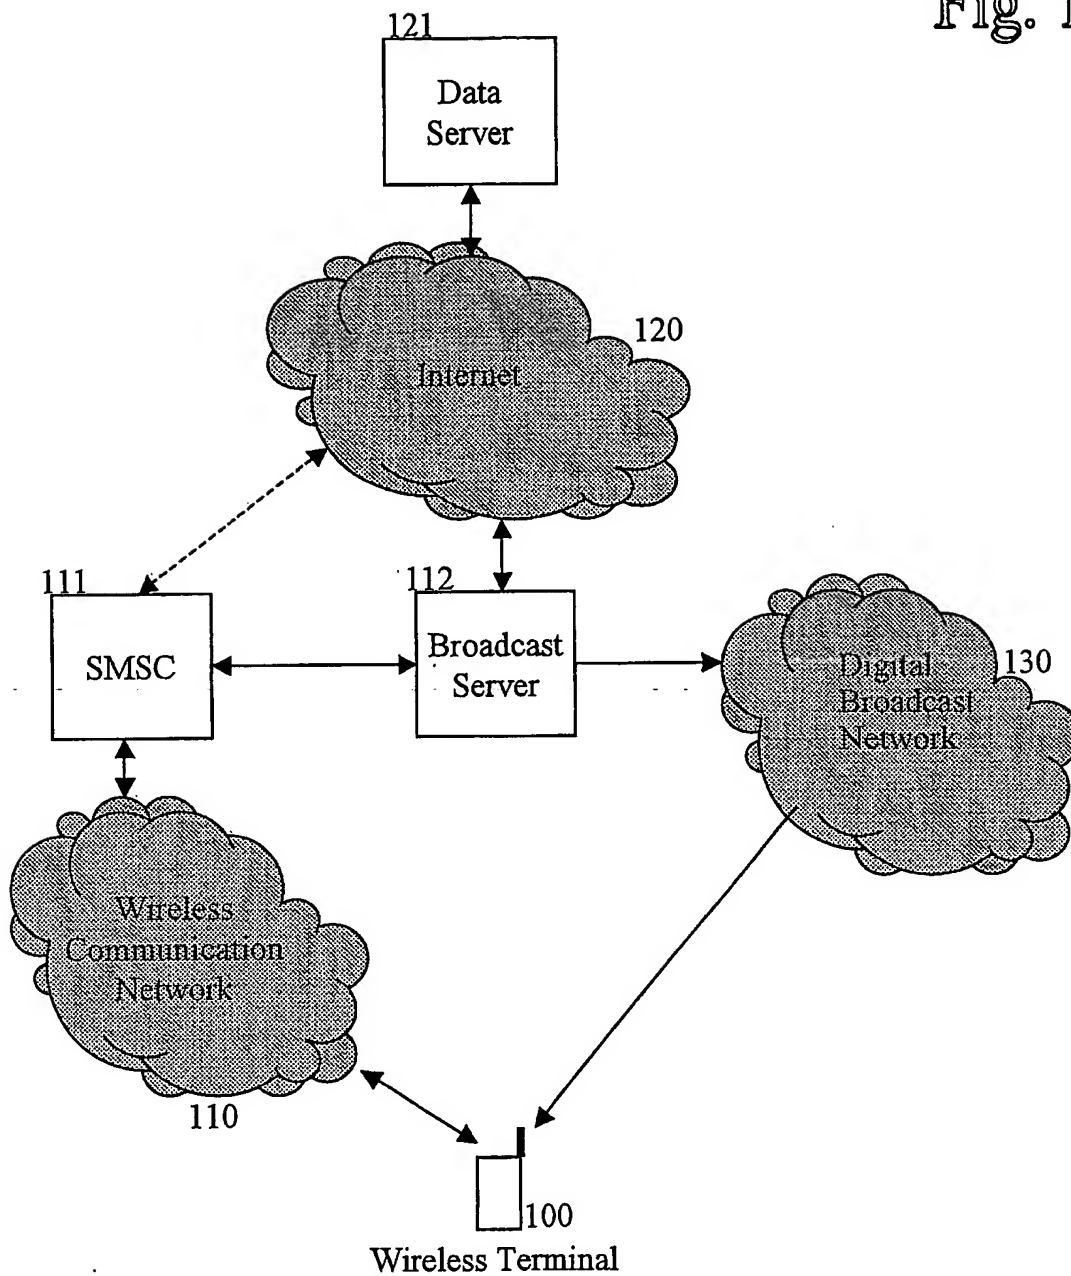 Fig. 1
121
Data
Server
120
Internet
111
SMSC
112
Broadcast
Server
130
Digital
Broadcast
Network
Wireless
Communication
Network
110
100
Wireless Terminal